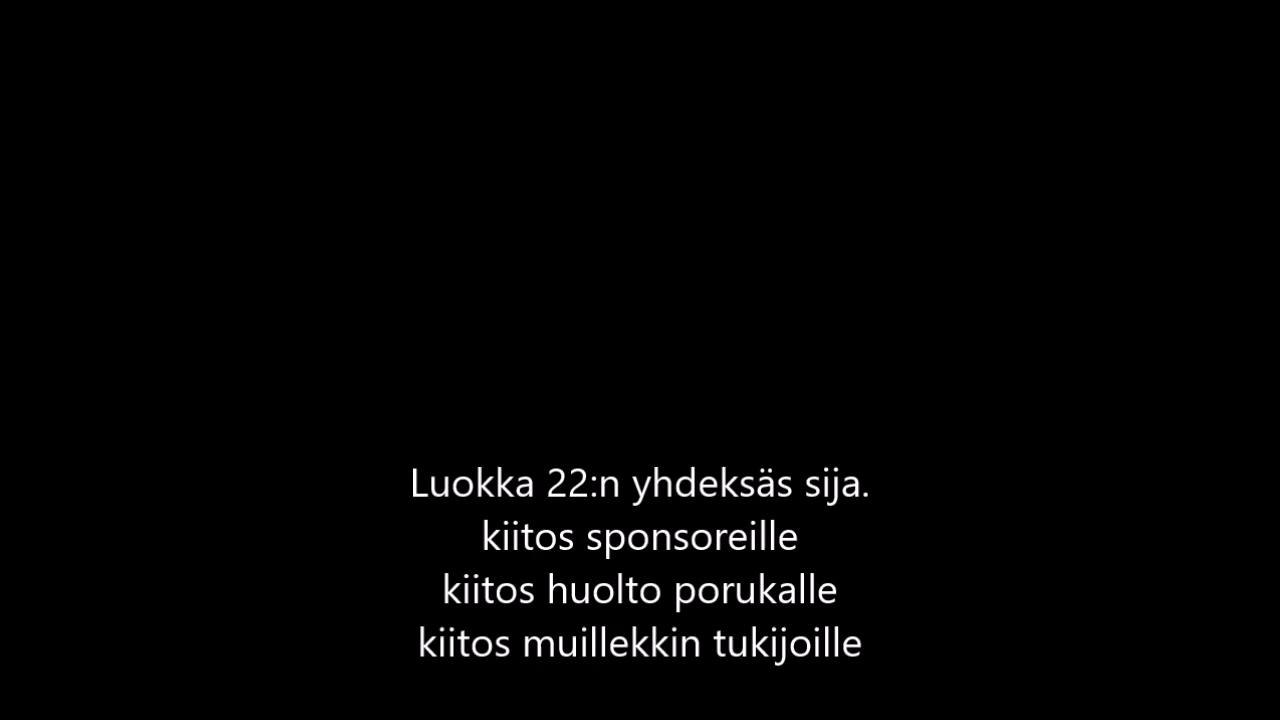 Luokka 22:n yhdeksäs sija.
kiitos sponsoreille
kiitos huolto porukalle
kiitos muillekkin tukijoille